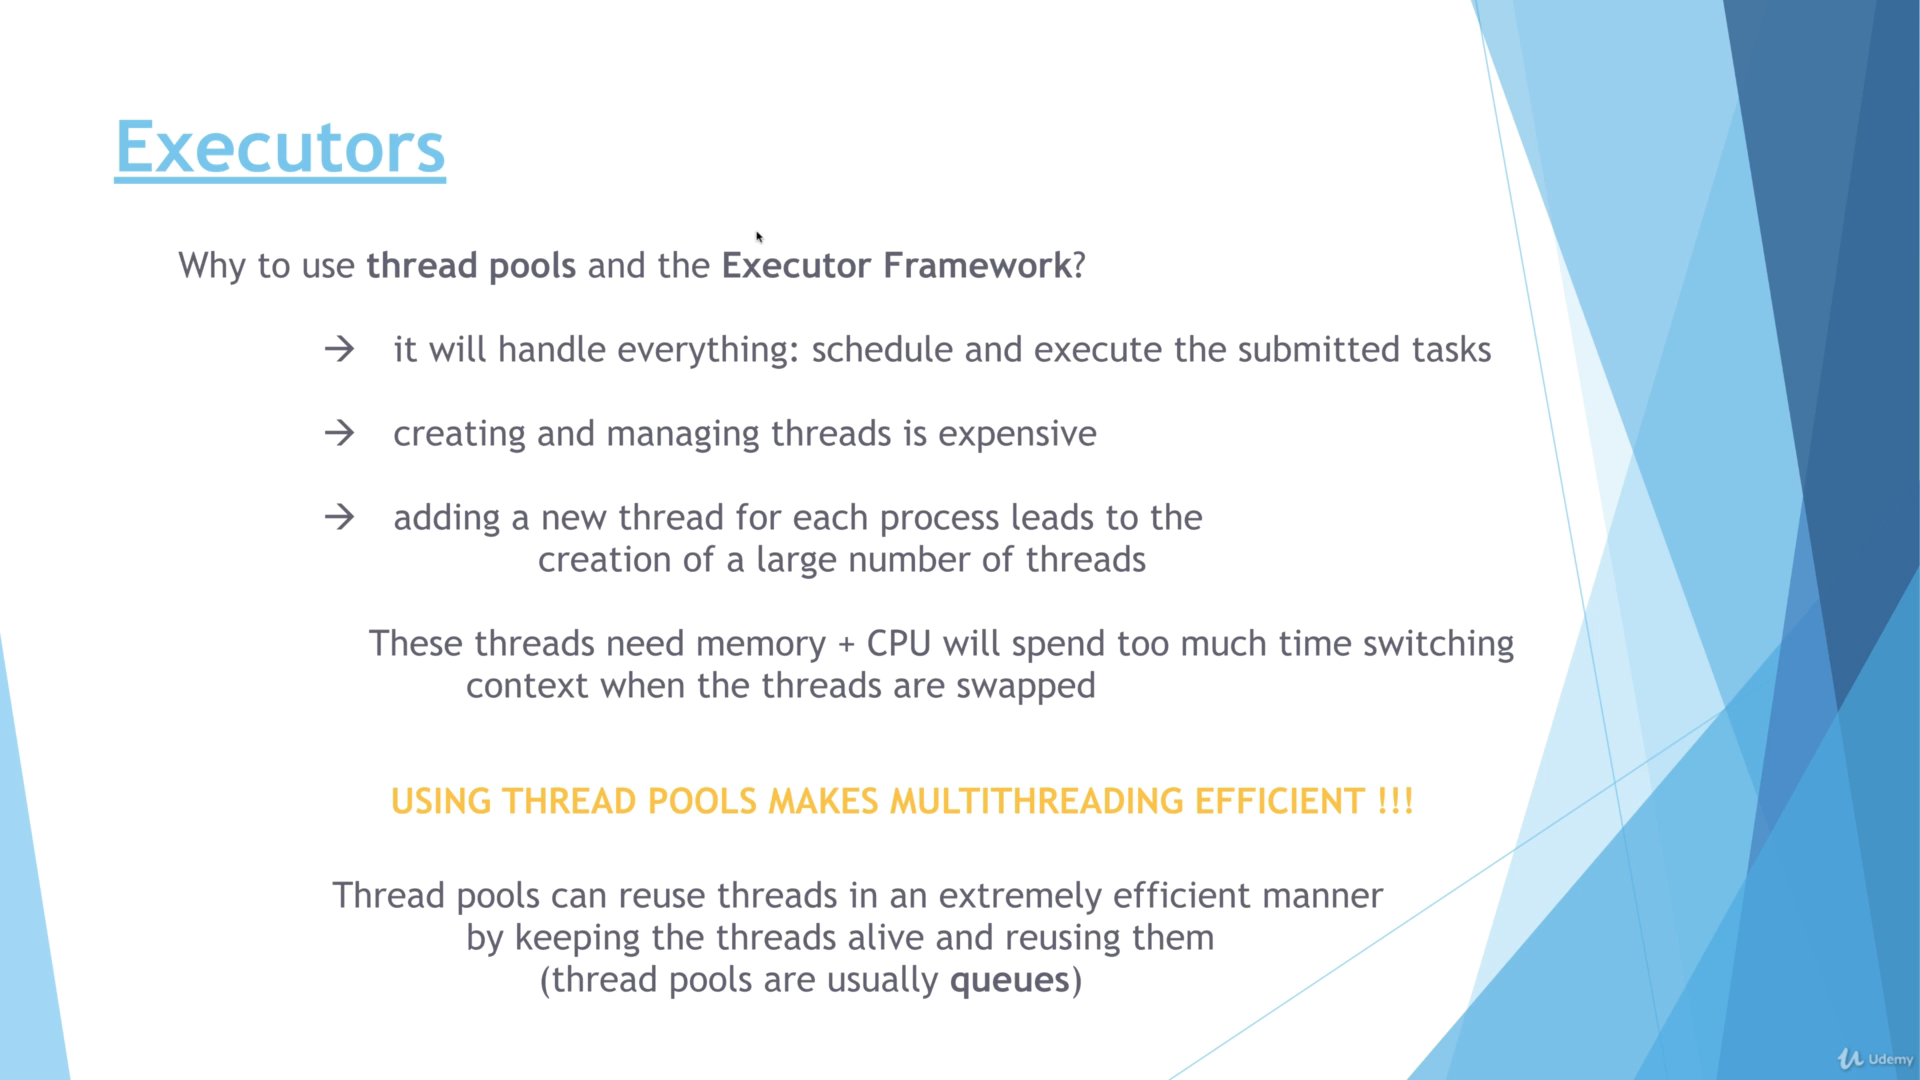 Executors
Why to use thread pools and the Executor Framework?
→ it will handle everything: schedule and execute the submitted tasks
→ creating and managing threads is expensive
→ adding a new thread for each process leads to the
creation of a large number of threads
These threads need memory + CPU will spend too much time switching
context when the threads are swapped
USING THREAD POOLS MAKES MULTITHREADING EFFICIENT !!!
Thread pools can reuse threads in an extremely efficient manner
by keeping the threads alive and reusing them
(thread pools are usually queues)
Udemy